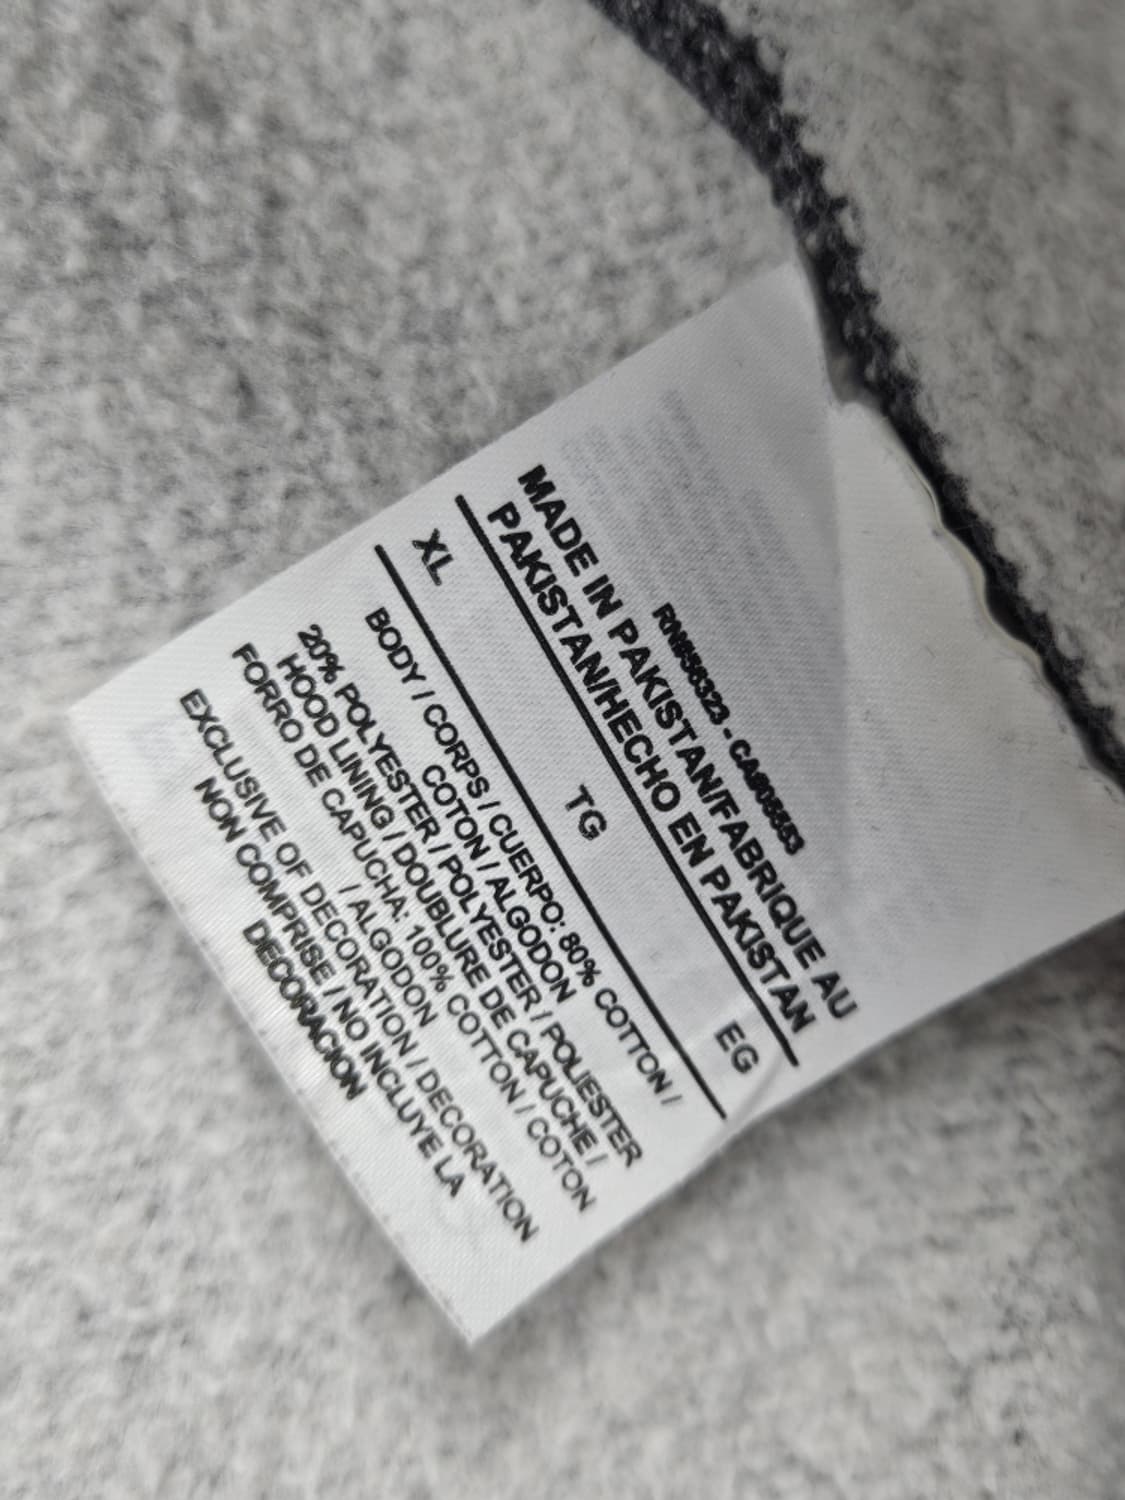 MADE IN PAKISTAN/FABRIQUE AU
PAKISTAN/HECHO EN PAKISTAN
XL TG EG
BODY / CORPS / CUERPO: 80% COTTON /
COTON / ALGODON
20% POLYESTER / POLYESTER / POLIESTER
HOOD LINING / DOUBLURE DE CAPUCHE /
FORRO DE CAPUCHA: 100% COTTON / COTON
/ ALGODON
EXCLUSIVE OF DECORATION / DECORATION
NON COMPRISE / NO INCLUYE LA
DECORACION